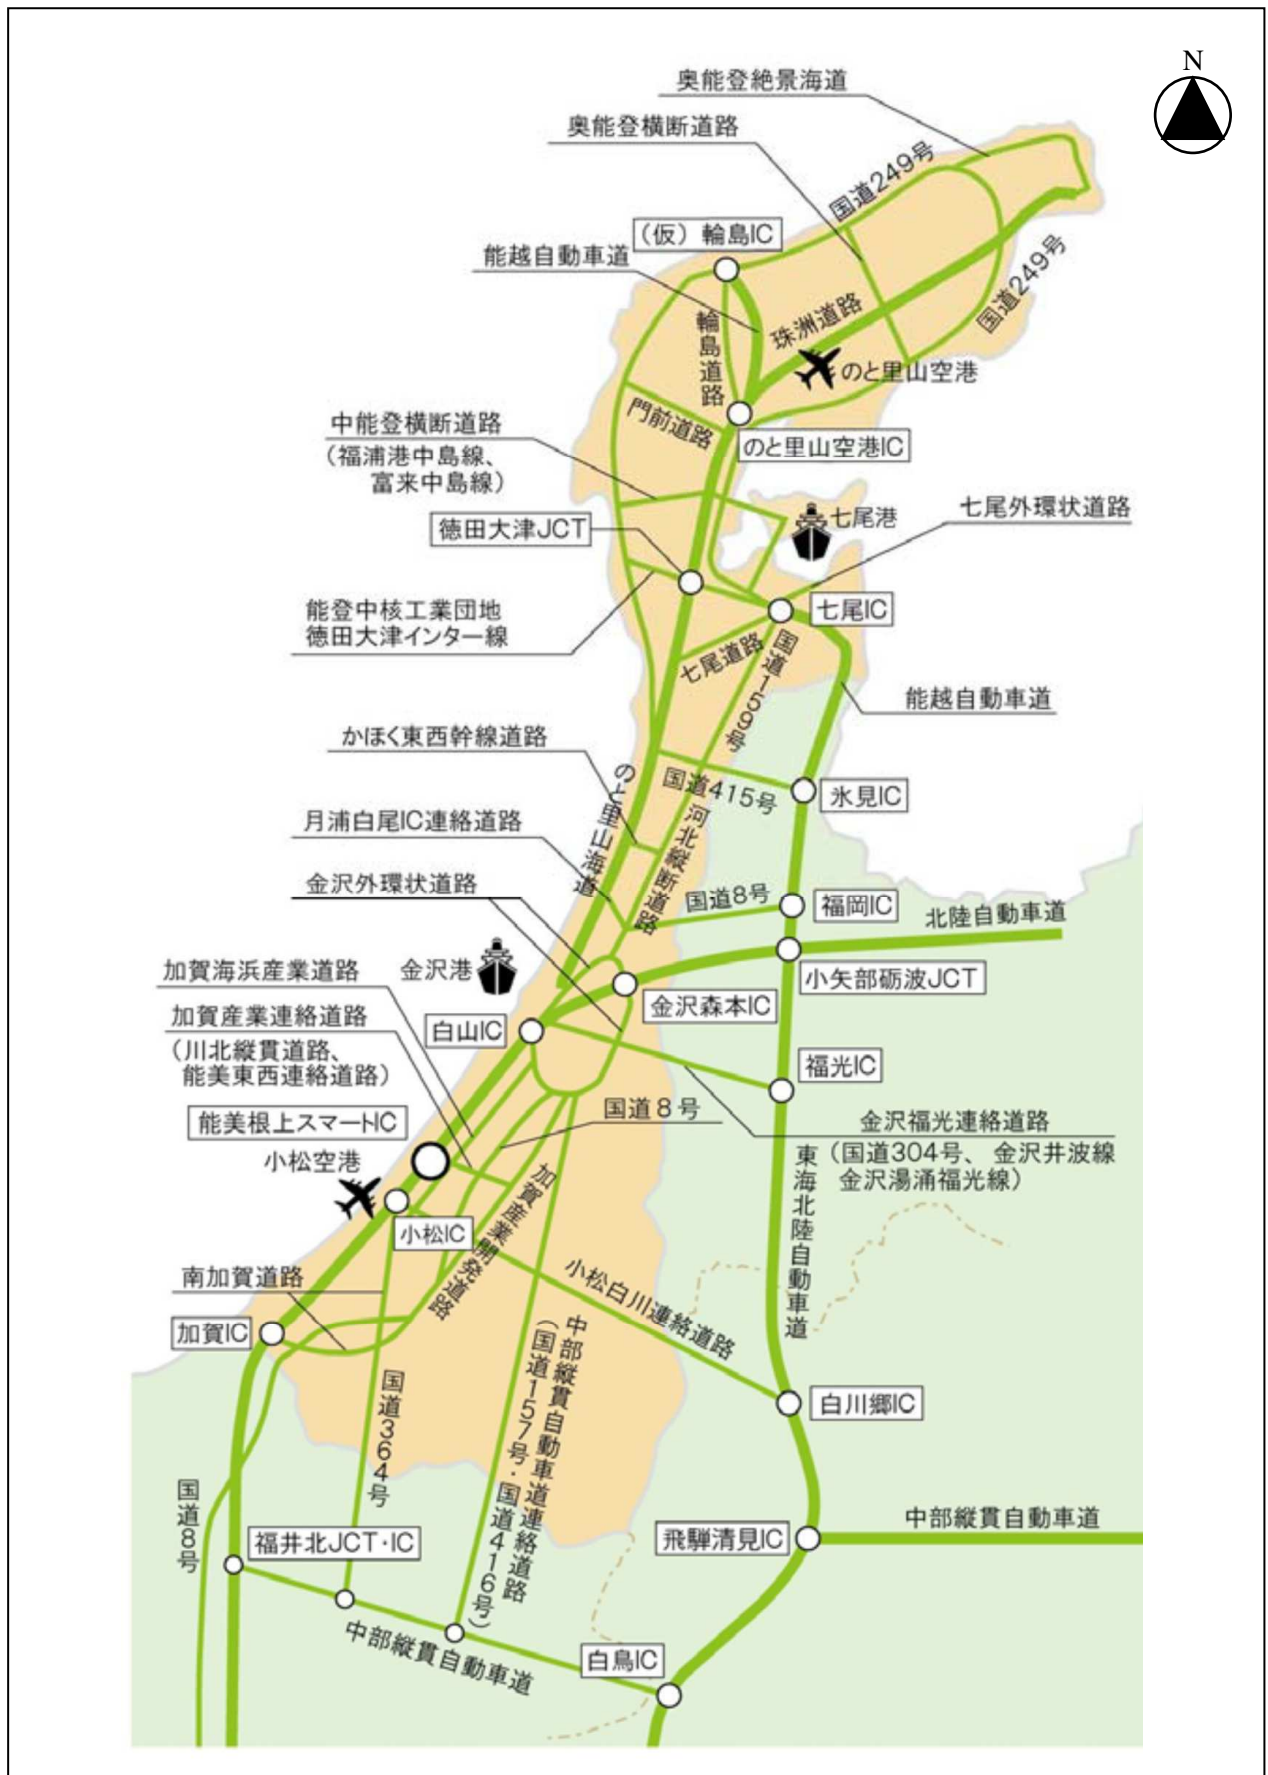 N
奥能登絶景海道
奥能登横断道路
国道249号
（仮）輪島IC
能越自動車道
国道249号
輪島道路
珠洲道路
のと里山空港
門前道路
中能登横断道路
（福浦港中島線、
富来中島線）
のと里山空港IC
七尾港
七尾外環状道路
徳田大津JCT
能登中核工業団地
徳田大津インター線
七尾IC
七尾道路
国道159号
能越自動車道
かほく東西幹線道路
のと里山海道
国道415号
氷見IC
月浦白尾IC連絡道路
河北縦断道路
金沢外環状道路
国道8号
福岡IC
北陸自動車道
加賀海浜産業道路
金沢港
小矢部砺波JCT
金沢森本IC
加賀産業連絡道路
（川北縦貫道路、
能美東西連絡道路）
白山IC
福光IC
能美根上スマートIC
国道８号
金沢福光連絡道路
（国道304号、金沢井波線
金沢湯涌福光線）
小松空港
加賀産業開発道路
東海北陸自動車道
小松IC
南加賀道路
小松白川連絡道路
加賀IC
中部縦貫自動車道連絡道路
（国道157号・国道416号）
国道364号
白川郷IC
国道8号
福井北JCT・IC
飛騨清見IC
中部縦貫自動車道
中部縦貫自動車道
白鳥IC